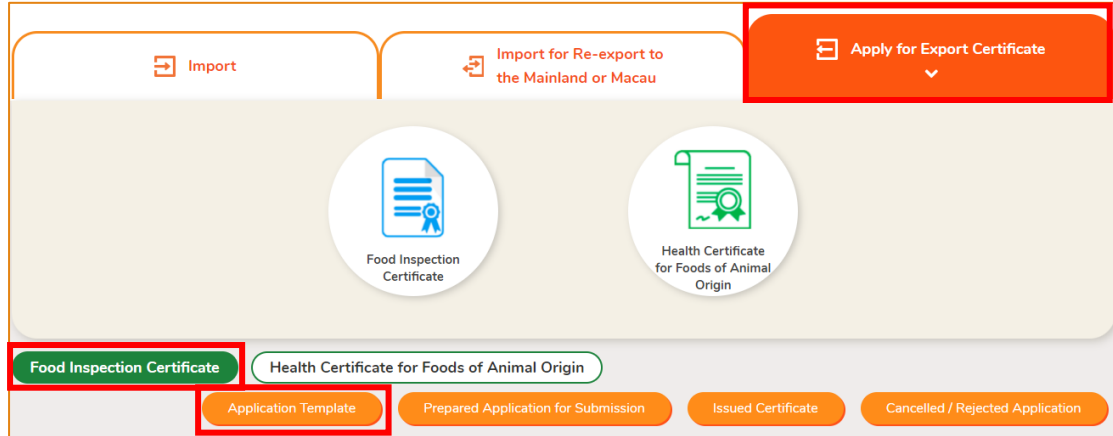 Import
Import for Re-export to
the Mainland or Macau
Apply for Export Certificate
Food Inspection
Certificate
Health Certificate
for Foods of Animal
Origin
Food Inspection Certificate
Health Certificate for Foods of Animal Origin
Application Template
Prepared Application for Submission
Issued Certificate
Cancelled / Rejected Application